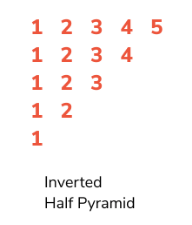 1 2 3 4 5
1 2 3 4
1 2 3
1 2
1
Inverted
Half Pyramid